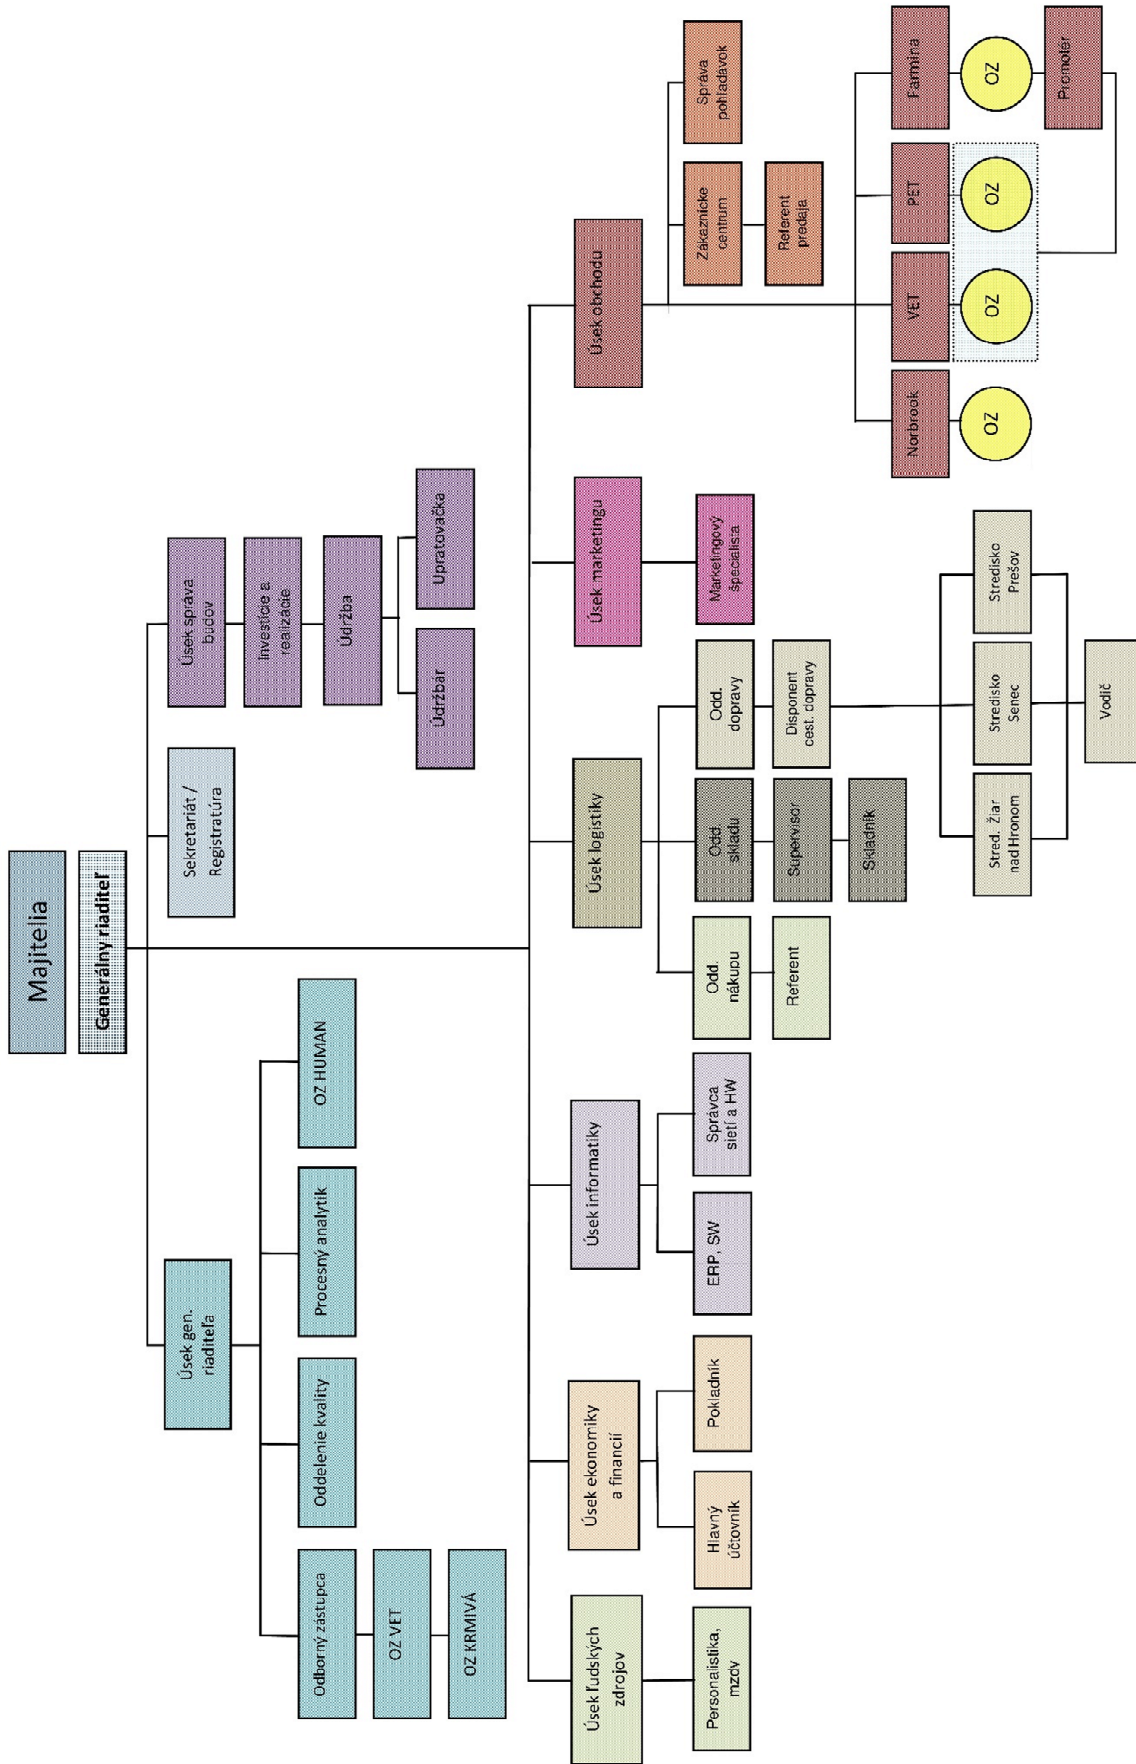 Majitelia
Generálny riaditeľ
Úsek gen.
riaditeľa
Sekretariát /
Registratúra
Úsek správa
budov
Odborný zástupca
Oddelenie kvality
Procesný analytik
OZ HUMAN
Investície a
realizácie
OZ VET
Údržba
OZ KRMIVÁ
Údržbár
Upratovačka
Úsek ľudských
zdrojov
Úsek ekonomiky
a financií
Úsek informatiky
Úsek logistiky
Úsek marketingu
Úsek obchodu
Personalistika,
mzdy
Hlavný
účtovník
Pokladník
ERP, SW
Správca
sietí a HW
Odd.
nákupu
Odd.
skladu
Odd.
dopravy
Marketingový
špecialista
Zákaznícke
centrum
Správa
pohľadávok
Referent
Supervisor
Disponent
cest. dopravy
Referent
predaja
Skladník
Norbrook
VET
PET
Farmina
Stred. Žiar
nad Hronom
Stredisko
Senec
Stredisko
Prešov
OZ
OZ
OZ
OZ
Vodič
Promotér